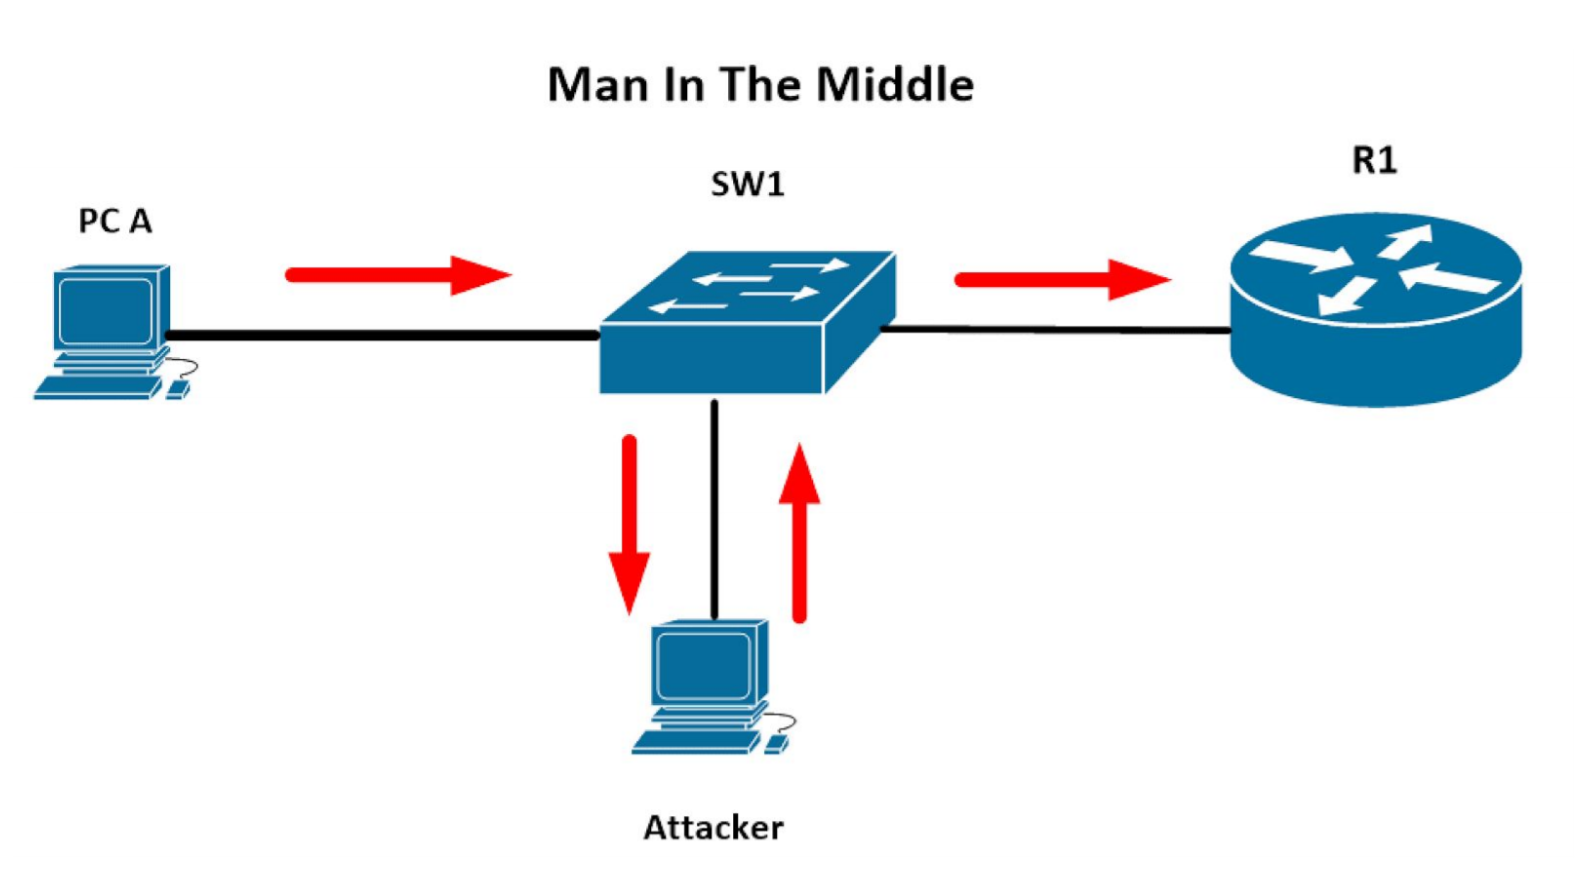 Man In The Middle
R1
SW1
PC A
Attacker